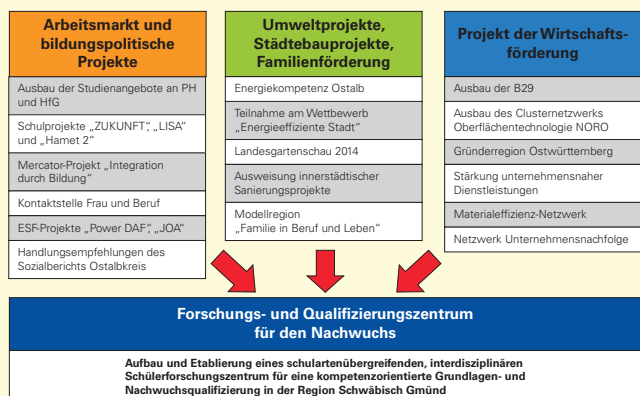 Arbeitsmarkt und
bildungspolitische
Projekte
Ausbau der Studienangebote an PH
und HfG
Schulprojekte „ZUKUNFT“, „LISA“
und „Hamet 2“
Mercator-Projekt „Integration
durch Bildung“
Kontaktstelle Frau und Beruf
ESF-Projekte „Power DAF“, „JOA“
Handlungsempfehlungen des
Sozialberichts Ostalbkreis
Umweltprojekte,
Städtebauprojekte,
Familienförderung
Energiekompetenz Ostalb
Teilnahme am Wettbewerb
„Energieeffiziente Stadt“
Landesgartenschau 2014
Ausweisung innerstädtischer
Sanierungsprojekte
Modellregion
„Familie in Beruf und Leben“
Projekt der Wirtschafts-
förderung
Ausbau der B29
Ausbau des Clusternetzwerks
Oberflächentechnologie NORO
Gründerregion Ostwürttemberg
Stärkung unternehmensnaher
Dienstleistungen
Materialeffizienz-Netzwerk
Netzwerk Unternehmensnachfolge
Forschungs- und Qualifizierungszentrum
für den Nachwuchs
Aufbau und Etablierung eines schulartenübergreifenden, interdisziplinären
Schülerforschungszentrum für eine kompetenzorientierte Grundlagen- und
Nachwuchsqualifizierung in der Region Schwäbisch Gmünd